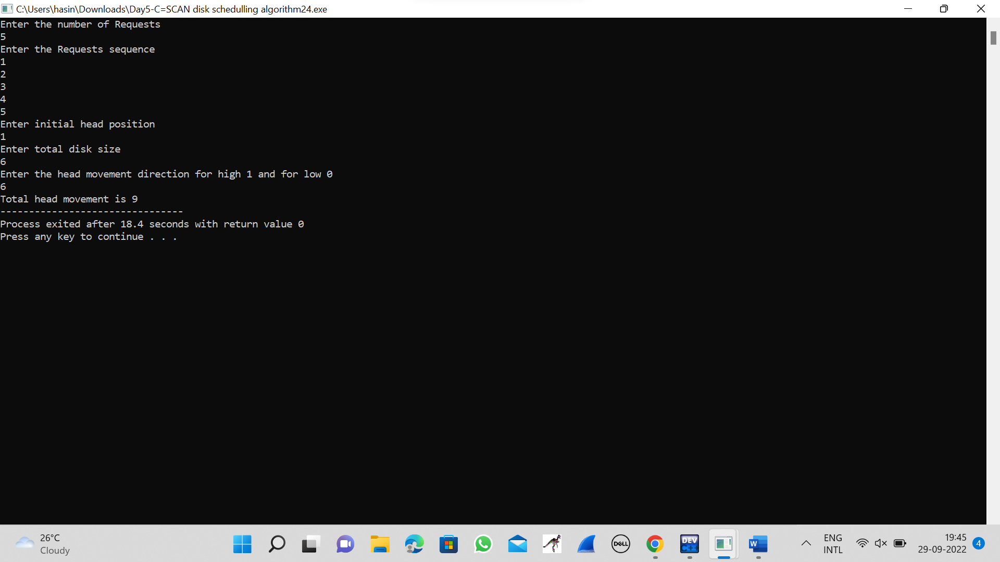 C:\Users\hasin\Downloads\Day5-C=SCAN disk schedulling algorithm24.exe
Enter the number of Requests
5
Enter the Requests sequence
1
2
3
4
5
Enter initial head position
1
Enter total disk size
6
Enter the head movement direction for high 1 and for low 0
6
Total head movement is 9
--------------------------------
Process exited after 18.4 seconds with return value 0
Press any key to continue . . .
26°C
Cloudy
DELL
DEV
C++
W
ENG
INTL
19:45
29-09-2022
4